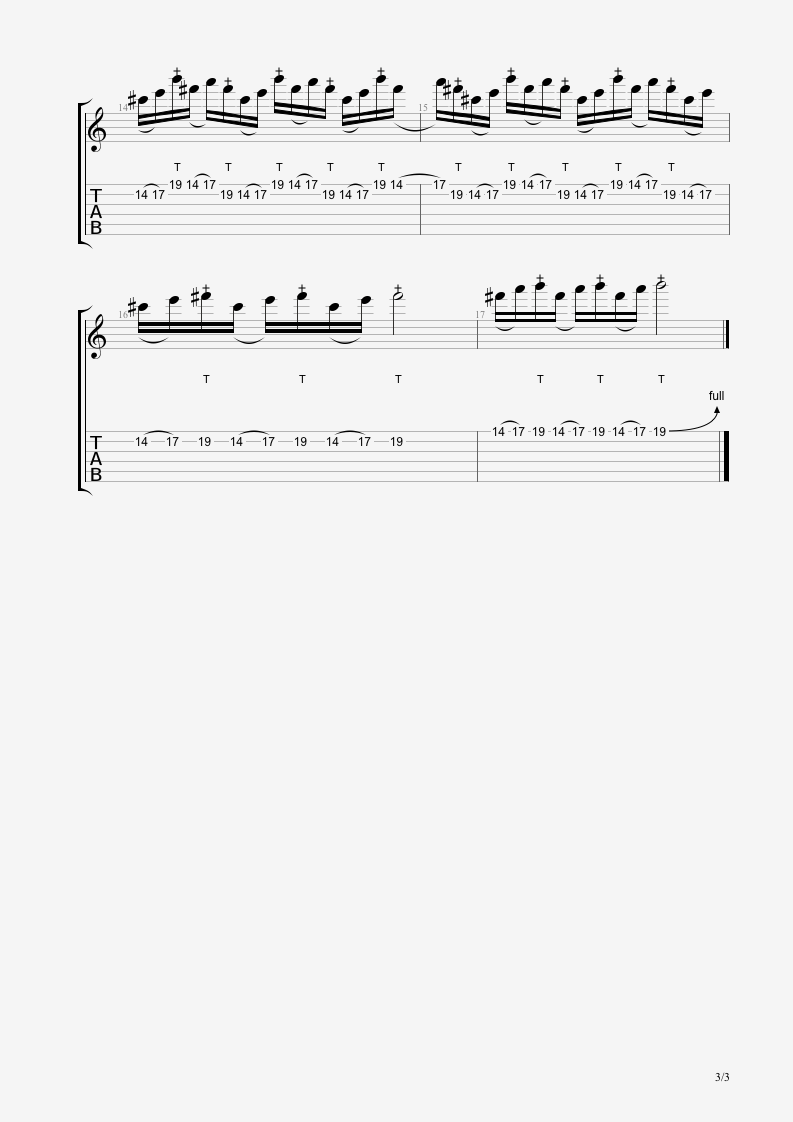 14 15
T T T T T T T T T T
19 14 17 19 14 17 19 14 17 19 14 17 19 14 17
14 17 19 14 17 19 14 17 19 14 17 19 14 17 19 14 17
T
A
B
16 17
T T T T T T
full
14 17 19 14 17 19 14 17 19
14 17 19 14 17 19 14 17 19
T
A
B
3/3